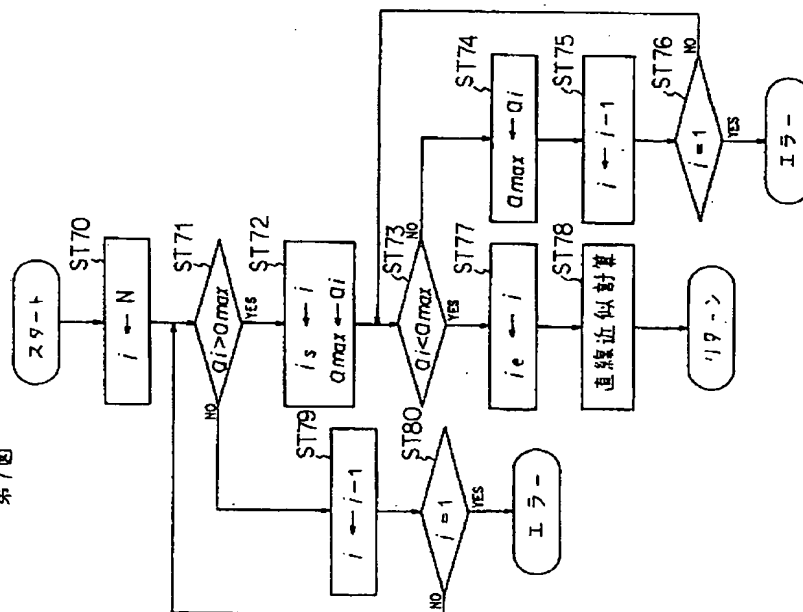 第7図
スタート
ST70
i ← N
ST71
ai>amax
YES
NO
ST72
is ← i
amax←ai
ST73
ai<amax
YES
NO
ST74
amax ←ai
ST75
i ← i-1
ST76
i=1
NO
YES
エラー
ST77
ie ← i
ST78
直線近似計算
リターン
ST79
i ← i-1
ST80
i=1
NO
YES
エラー